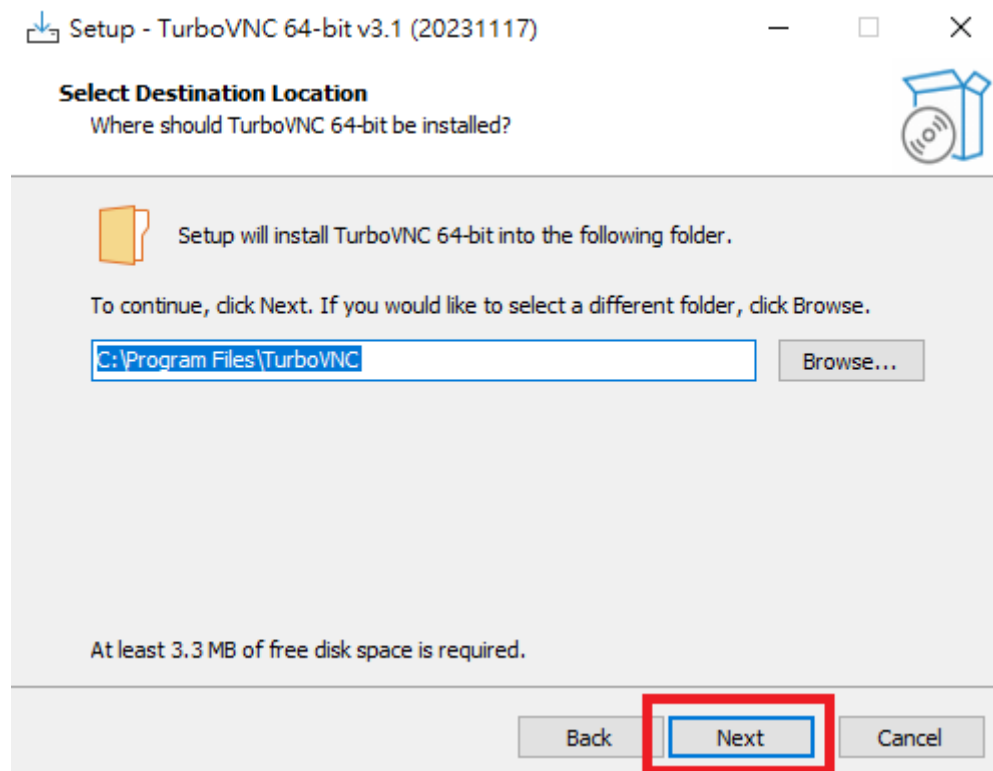 Setup - TurboVNC 64-bit v3.1 (20231117)
Select Destination Location
Where should TurboVNC 64-bit be installed?
Setup will install TurboVNC 64-bit into the following folder.
To continue, click Next. If you would like to select a different folder, click Browse.
C:\Program Files\TurboVNC
Browse...
At least 3.3 MB of free disk space is required.
Back Next Cancel